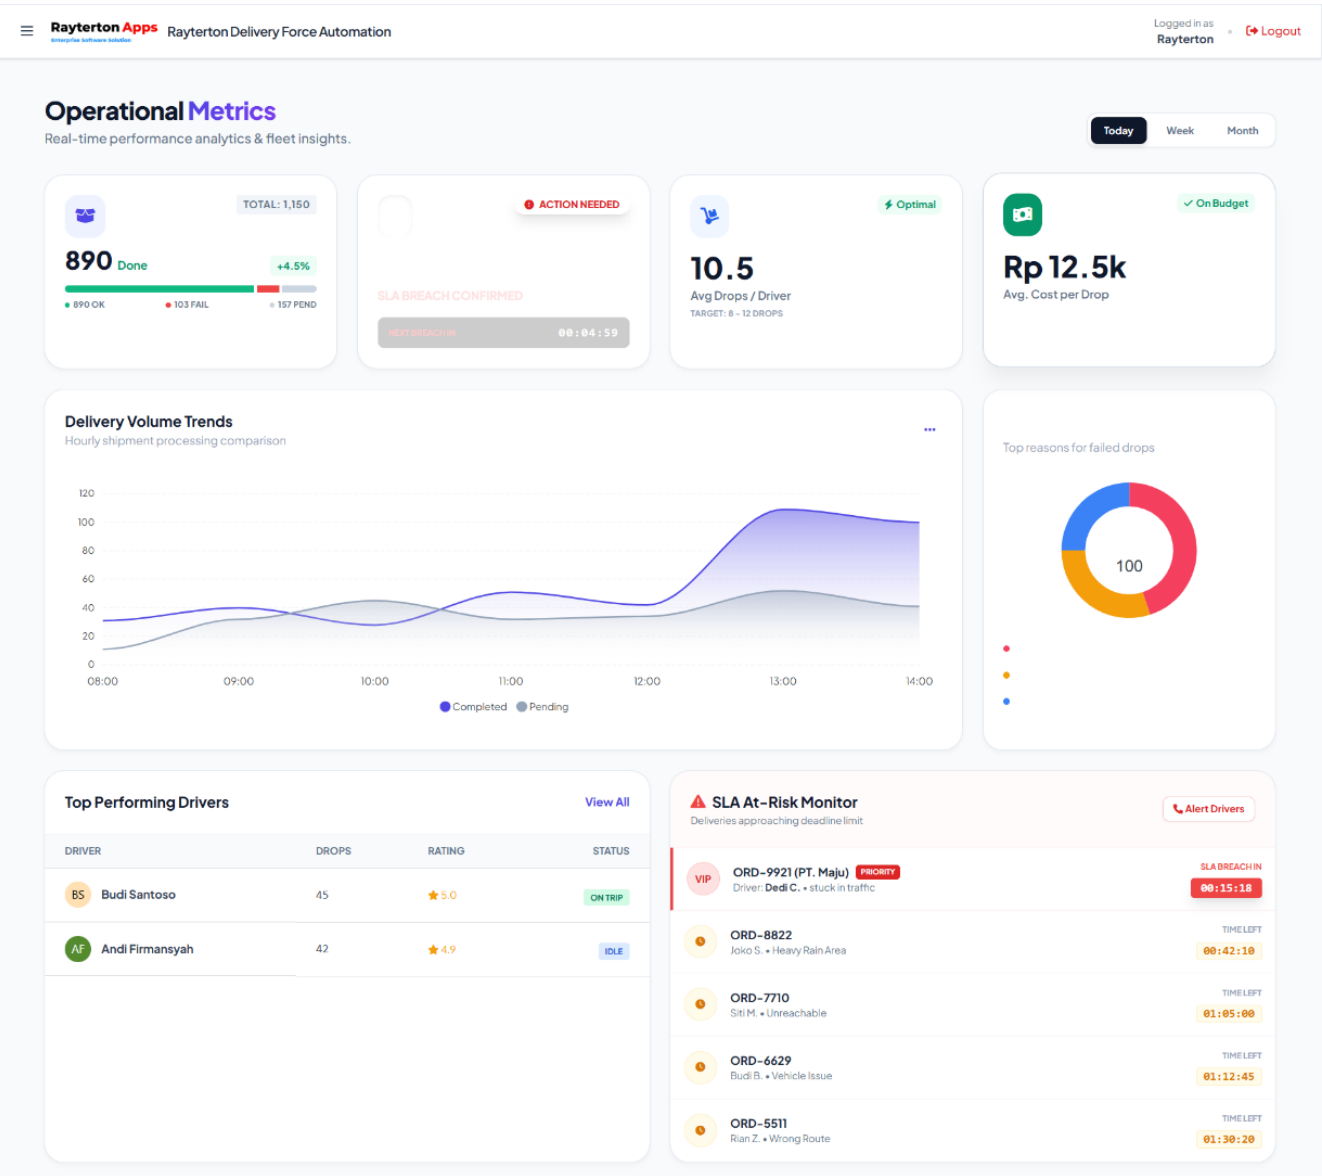 Rayterton Apps
Enterprise Software Solution
Rayterton Delivery Force Automation
Logged in as
Rayterton
Logout
Operational Metrics
Real-time performance analytics & fleet insights.
Today Week Month
TOTAL: 1,150
890 Done
+4.5%
890 OK 103 FAIL 157 PEND
ACTION NEEDED
SLA BREACH CONFIRMED
NEXT BREACH IN 00:04:59
Optimal
10.5
Avg Drops / Driver
TARGET: 8 - 12 DROPS
On Budget
Rp 12.5k
Avg. Cost per Drop
Delivery Volume Trends
Hourly shipment processing comparison
120
100
80
60
40
20
0
08:00 09:00 10:00 11:00 12:00 13:00 14:00
Completed Pending
Top reasons for failed drops
100
Top Performing Drivers
View All
DRIVER DROPS RATING STATUS
BS Budi Santoso 45 5.0 ON TRIP
AF Andi Firmansyah 42 4.9 IDLE
SLA At-Risk Monitor
Deliveries approaching deadline limit
Alert Drivers
VIP
ORD-9921 (PT. Maju) PRIORITY
Driver: Dedi C. • stuck in traffic
SLA BREACH IN
00:15:18
ORD-8822
Joko S. • Heavy Rain Area
TIME LEFT
00:42:10
ORD-7710
Siti M. • Unreachable
TIME LEFT
01:05:00
ORD-6629
Budi B. • Vehicle Issue
TIME LEFT
01:12:45
ORD-5511
Rian Z. • Wrong Route
TIME LEFT
01:30:20